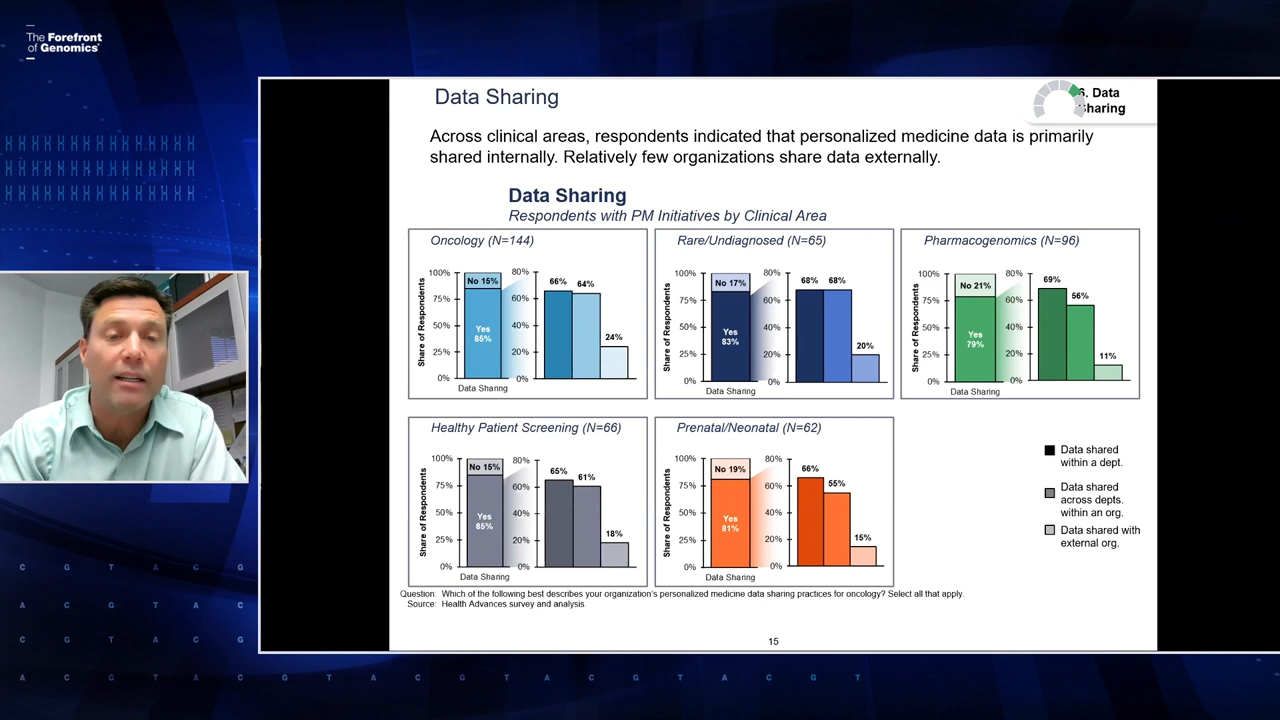 The Forefront
of Genomics
Data Sharing
6. Data
Sharing
Across clinical areas, respondents indicated that personalized medicine data is primarily
shared internally. Relatively few organizations share data externally.
Data Sharing
Respondents with PM Initiatives by Clinical Area
Oncology (N=144)
Share of Respondents
100%
75%
50%
25%
0%
No 15%
Yes
85%
Data Sharing
80%
60%
40%
20%
0%
66%
64%
24%
Rare/Undiagnosed (N=65)
Share of Respondents
100%
75%
50%
25%
0%
No 17%
Yes
83%
Data Sharing
80%
60%
40%
20%
0%
68%
68%
20%
Pharmacogenomics (N=96)
Share of Respondents
100%
75%
50%
25%
0%
No 21%
Yes
79%
Data Sharing
80%
60%
40%
20%
0%
69%
56%
11%
Healthy Patient Screening (N=66)
Share of Respondents
100%
75%
50%
25%
0%
No 15%
Yes
85%
Data Sharing
80%
60%
40%
20%
0%
65%
61%
18%
Prenatal/Neonatal (N=62)
Share of Respondents
100%
75%
50%
25%
0%
No 19%
Yes
81%
Data Sharing
80%
60%
40%
20%
0%
66%
55%
15%
Data shared
within a dept.
Data shared
across depts.
within an org.
Data shared with
external org.
Question: Which of the following best describes your organization's personalized medicine data sharing practices for oncology? Select all that apply.
Source: Health Advances survey and analysis.
15
C G T A C G
A C G T A C
C G T A C G
A C G T A C G T A C G T A C G T